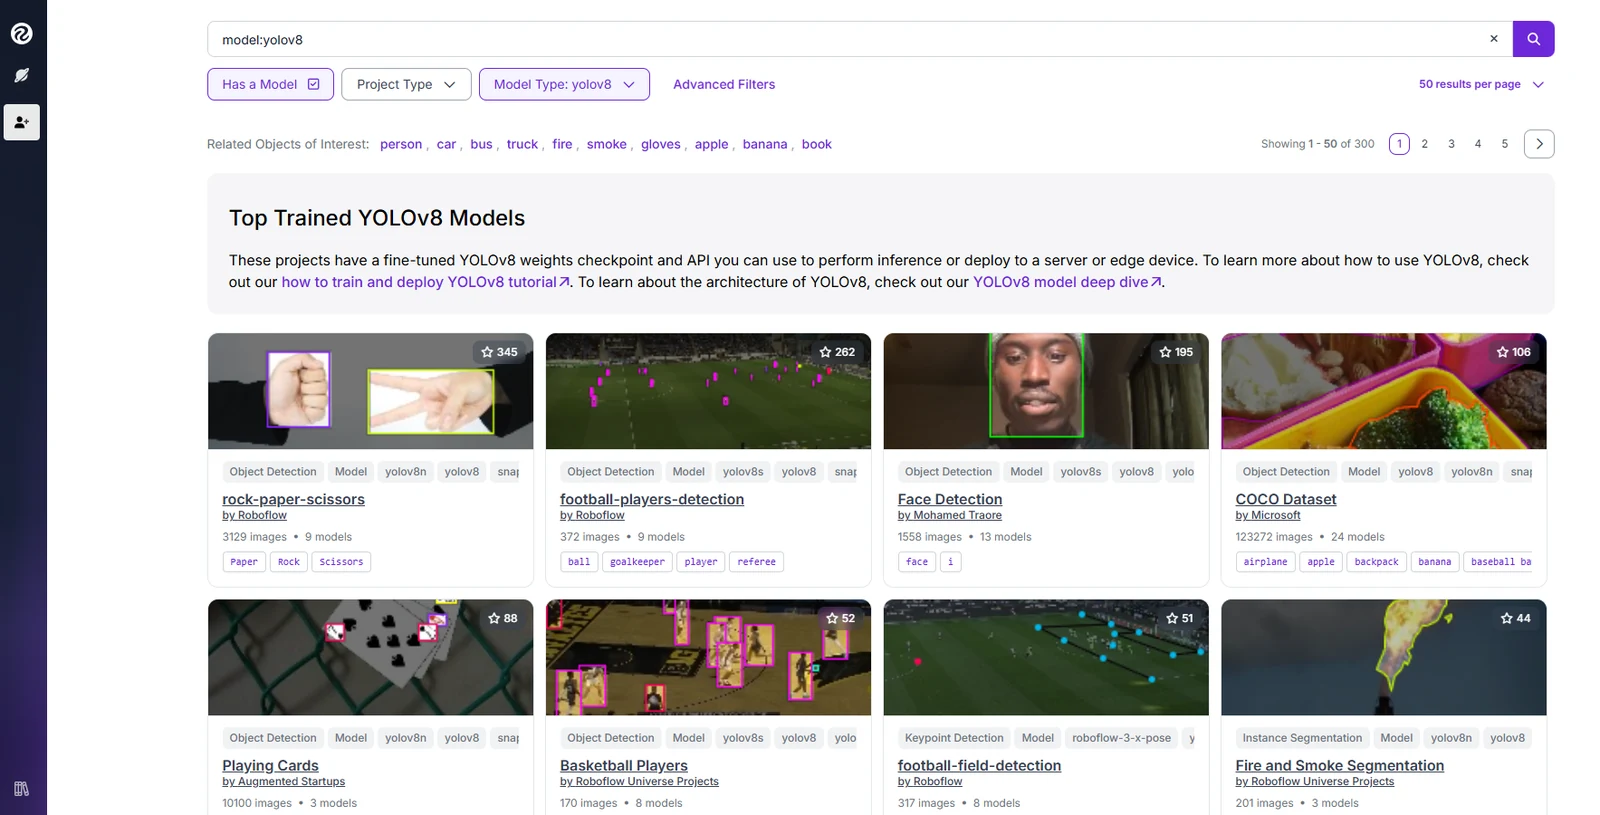 model:yolov8
Has a Model
Project Type
Model Type: yolov8
Advanced Filters
50 results per page
Related Objects of Interest: person, car, bus, truck, fire, smoke, gloves, apple, banana, book
Showing 1 - 50 of 300
1 2 3 4 5
Top Trained YOLOv8 Models
These projects have a fine-tuned YOLOv8 weights checkpoint and API you can use to perform inference or deploy to a server or edge device. To learn more about how to use YOLOv8, check
out our how to train and deploy YOLOv8 tutorial. To learn about the architecture of YOLOv8, check out our YOLOv8 model deep dive.
345
Object Detection Model yolov8n yolov8 snap
rock-paper-scissors
by Roboflow
3129 images • 9 models
Paper Rock Scissors
262
Object Detection Model yolov8s yolov8 snap
football-players-detection
by Roboflow
372 images • 9 models
ball goalkeeper player referee
195
Object Detection Model yolov8s yolov8 yolo
Face Detection
by Mohamed Traore
1558 images • 13 models
face i
106
Object Detection Model yolov8 yolov8n snap
COCO Dataset
by Microsoft
123272 images • 24 models
airplane apple backpack banana baseball ba
88
Object Detection Model yolov8n yolov8 snap
Playing Cards
by Augmented Startups
10100 images • 3 models
52
Object Detection Model yolov8s yolov8 yolo
Basketball Players
by Roboflow Universe Projects
170 images • 8 models
51
Keypoint Detection Model roboflow-3-x-pose y
football-field-detection
by Roboflow
317 images • 8 models
44
Instance Segmentation Model yolov8n yolov8
Fire and Smoke Segmentation
by Roboflow Universe Projects
201 images • 3 models